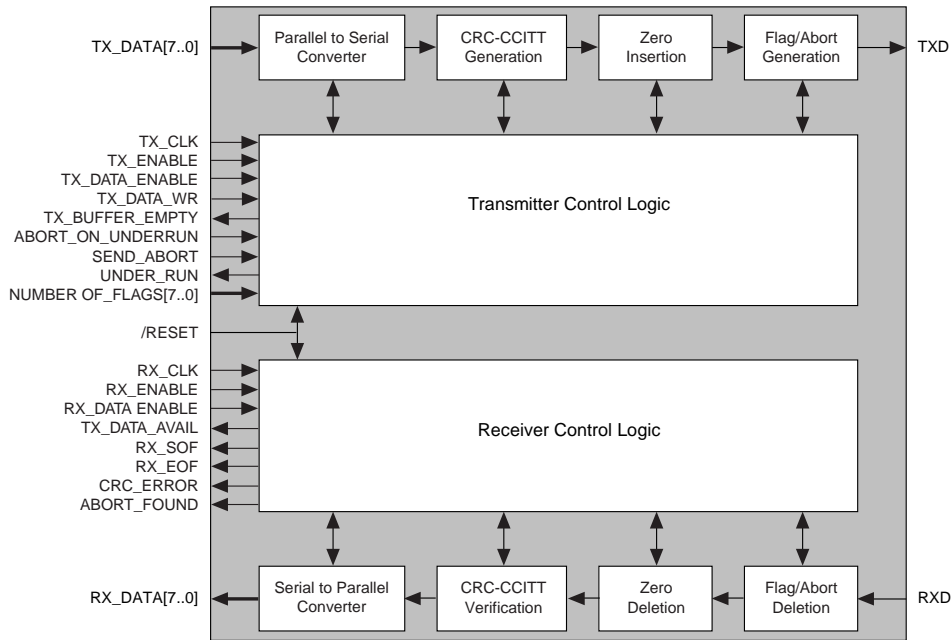 TX_DATA[7..0]
Parallel to Serial
Converter
CRC-CCITT
Generation
Zero
Insertion
Flag/Abort
Generation
TXD
TX_CLK
TX_ENABLE
TX_DATA_ENABLE
TX_DATA_WR
TX_BUFFER_EMPTY
ABORT_ON_UNDERRUN
SEND_ABORT
UNDER_RUN
NUMBER OF_FLAGS[7..0]
Transmitter Control Logic
/RESET
RX_CLK
RX_ENABLE
RX_DATA ENABLE
TX_DATA_AVAIL
RX_SOF
RX_EOF
CRC_ERROR
ABORT_FOUND
Receiver Control Logic
RX_DATA[7..0]
Serial to Parallel
Converter
CRC-CCITT
Verification
Zero
Deletion
Flag/Abort
Deletion
RXD